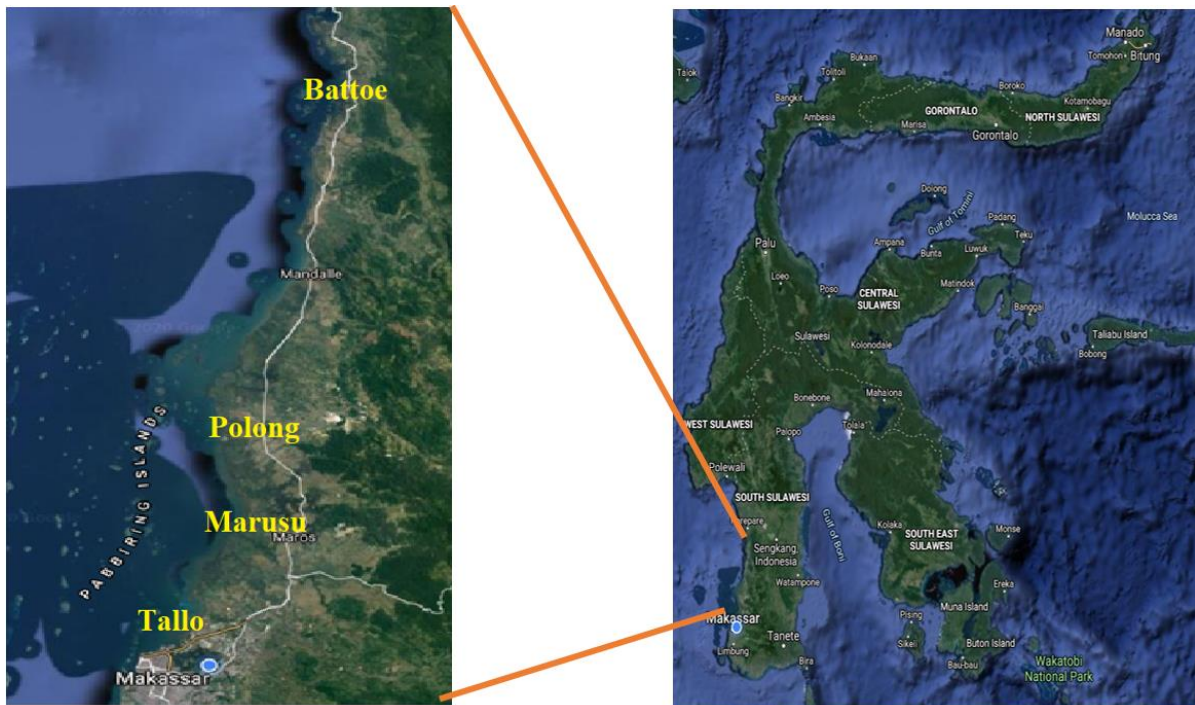 Battoe
Mandalle
Polong
PABBIRING ISLANDS
Marusu
Maros
Tallo
Makassar
Manado
Tomohon
Bitung
Bukaan
Tolitoli
Talok
Bangkir
Boroko
Kotamobagu
GORONTALO
NORTH SULAWESI
Ambesia
Marisa
Gorontalo
Dolong
Gulf of Tomini
Padang
Molucca Sea
Teku
Palu
Ampana
Bunta
Luwuk
Loeo
Poso
CENTRAL
SULAWESI
Matindok
Banggai
Sulawesi
Kolonodale
Taliabu Island
Bobong
Bonebone
Mahalona
WEST SULAWESI
Palopo
Tolala
Polewali
SOUTH SULAWESI
repare
Sengkang,
Indonesia
Gulf of Boni
Kolaka
SOUTH EAST
SULAWESI
Monse
Watampone
Ereka
Makassar
Pising
Muna Island
Limbung
Tanete
Sikeli
Buton Island
Bira
Bau-bau
Wakatobi
National Park